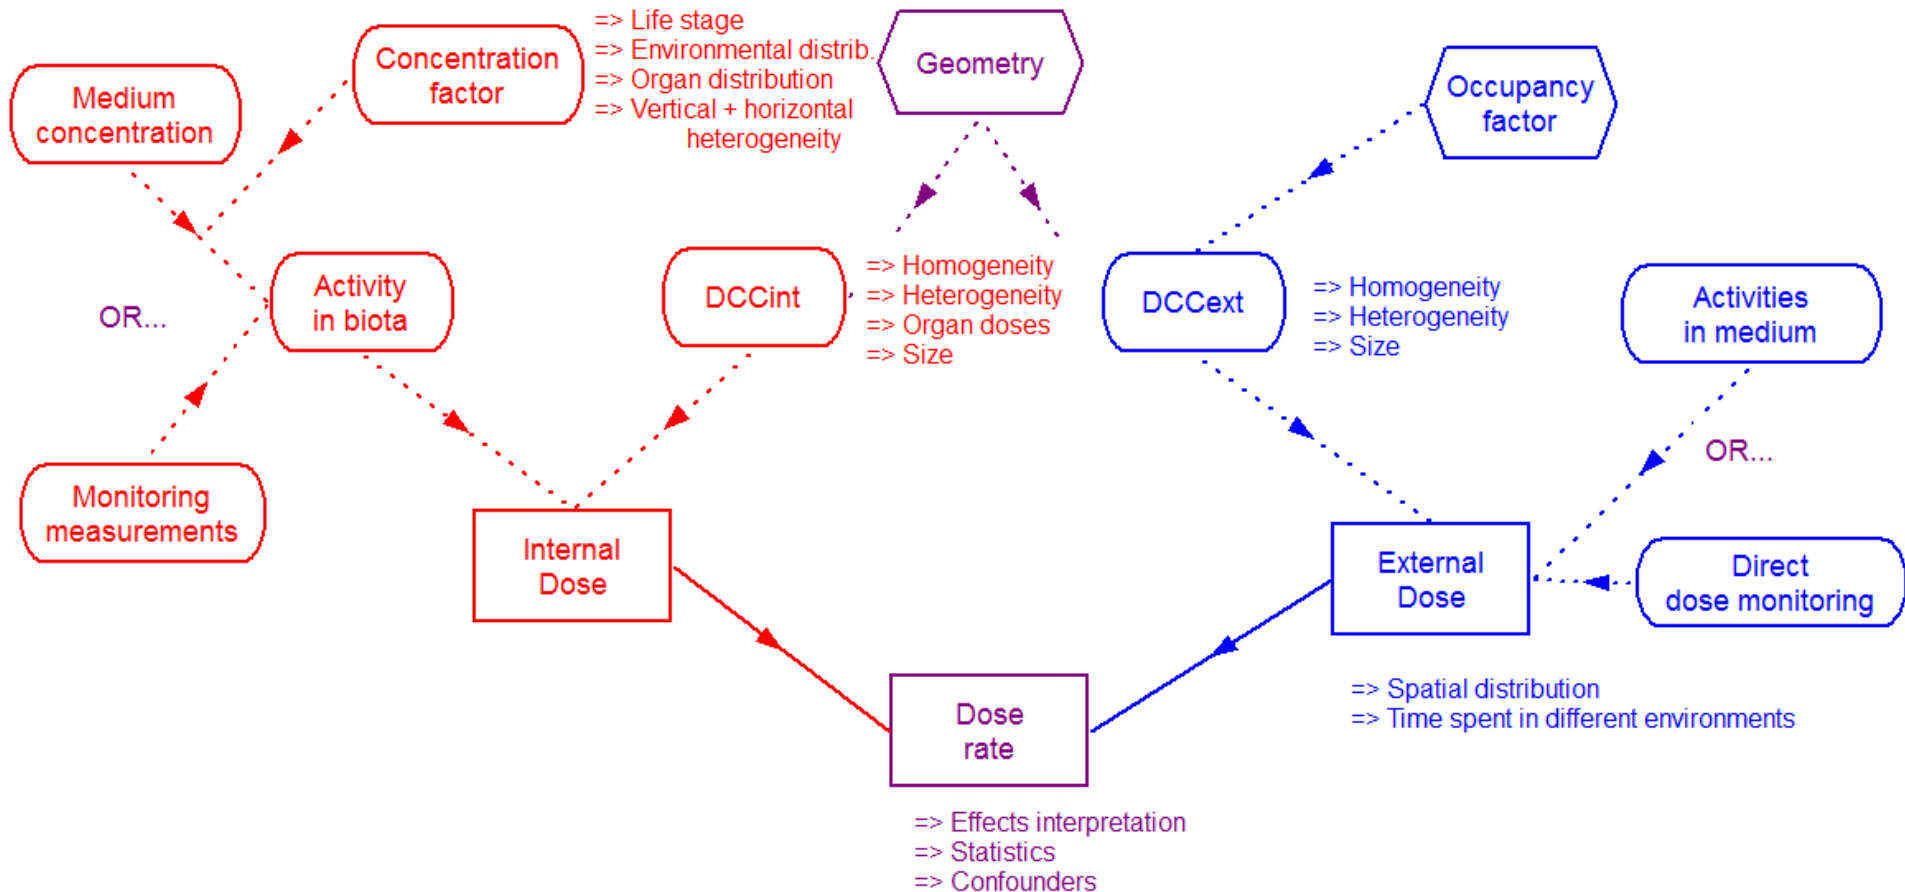 Medium
concentration
Concentration
factor
=> Life stage
=> Environmental distrib.
=> Organ distribution
=> Vertical + horizontal
heterogeneity
Geometry
Occupancy
factor
OR...
Activity
in biota
DCCint
=> Homogeneity
=> Heterogeneity
=> Organ doses
=> Size
DCCext
=> Homogeneity
=> Heterogeneity
=> Size
Activities
in medium
OR...
Monitoring
measurements
Internal
Dose
External
Dose
Direct
dose monitoring
=> Spatial distribution
=> Time spent in different environments
Dose
rate
=> Effects interpretation
=> Statistics
=> Confounders